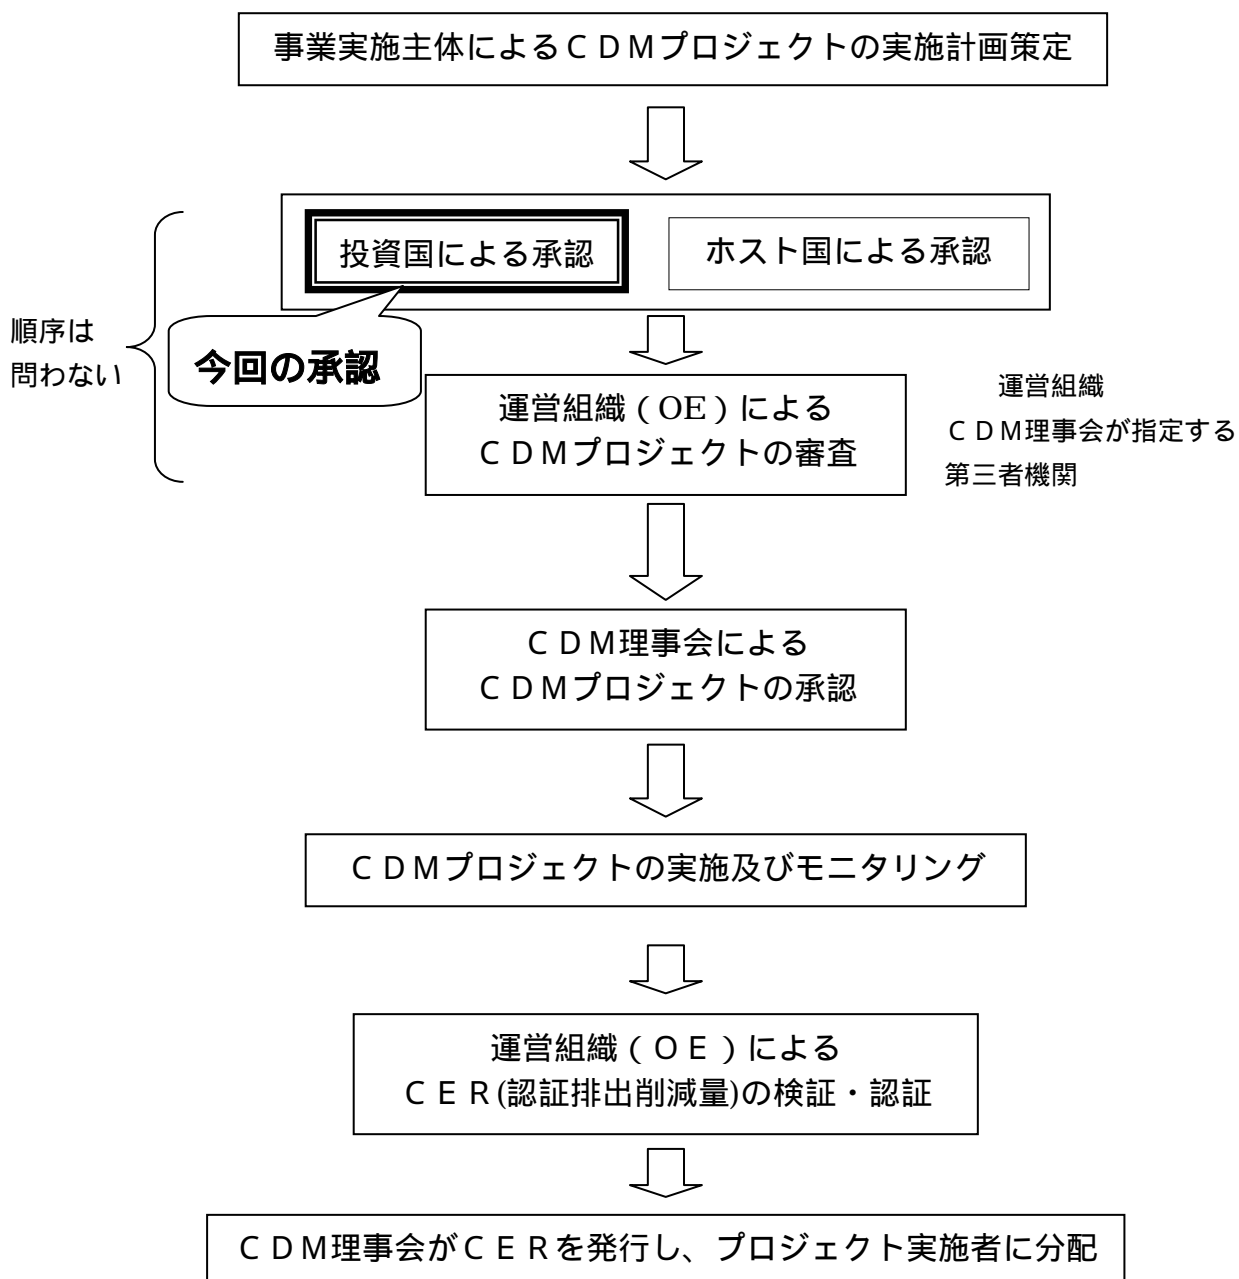 事業実施主体によるＣＤＭプロジェクトの実施計画策定
投資国による承認
ホスト国による承認
順序は
問わない
今回の承認
運営組織（OE）による
ＣＤＭプロジェクトの審査
運営組織
ＣＤＭ理事会が指定する
第三者機関
ＣＤＭ理事会による
ＣＤＭプロジェクトの承認
ＣＤＭプロジェクトの実施及びモニタリング
運営組織（ＯＥ）による
ＣＥＲ(認証排出削減量)の検証・認証
ＣＤＭ理事会がＣＥＲを発行し、プロジェクト実施者に分配